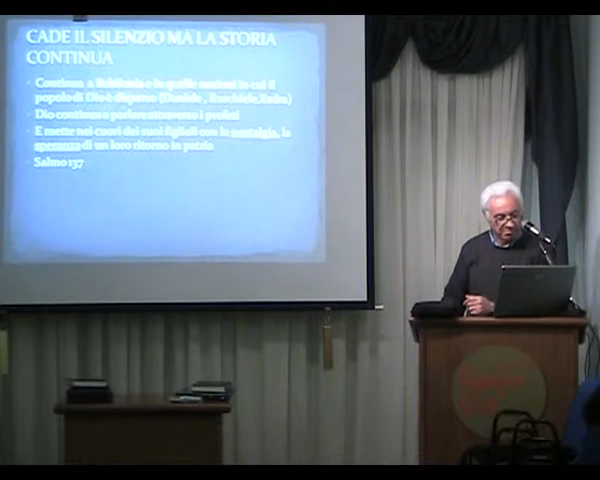 CADE IL SILENZIO MA LA STORIA
CONTINUA
Continua a Babilonia e in quelle nazioni in cui il
popolo di Dio è disperso (Daniele , Ezechiele,Esdra)
Dio continua a parlare attraverso i profeti
E mette nei cuori dei suoi figlioli con la nostalgia, la
speranza di un loro ritorno in patria
Salmo 137